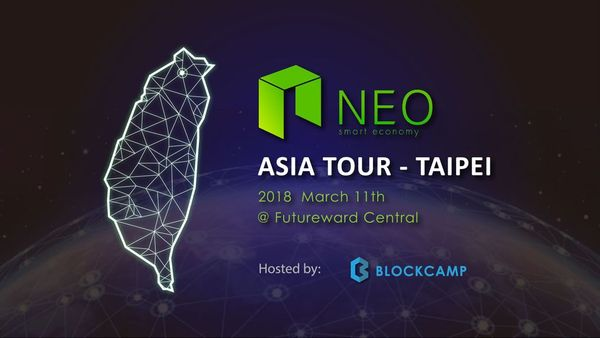 NEO
smart economy
ASIA TOUR - TAIPEI
2018 March 11th
@ Futureward Central
Hosted by: BLOCKCAMP